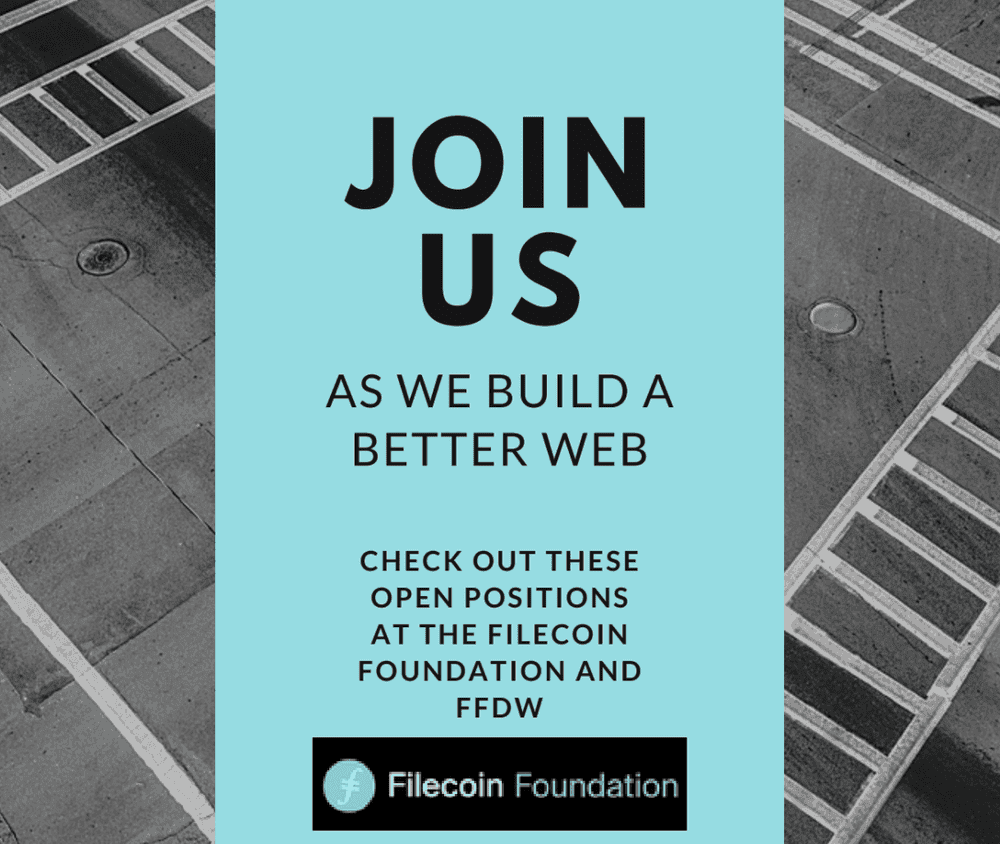 JOIN
US
AS WE BUILD A
BETTER WEB
CHECK OUT THESE
OPEN POSITIONS
AT THE FILECOIN
FOUNDATION AND
FFDW
Filecoin Foundation